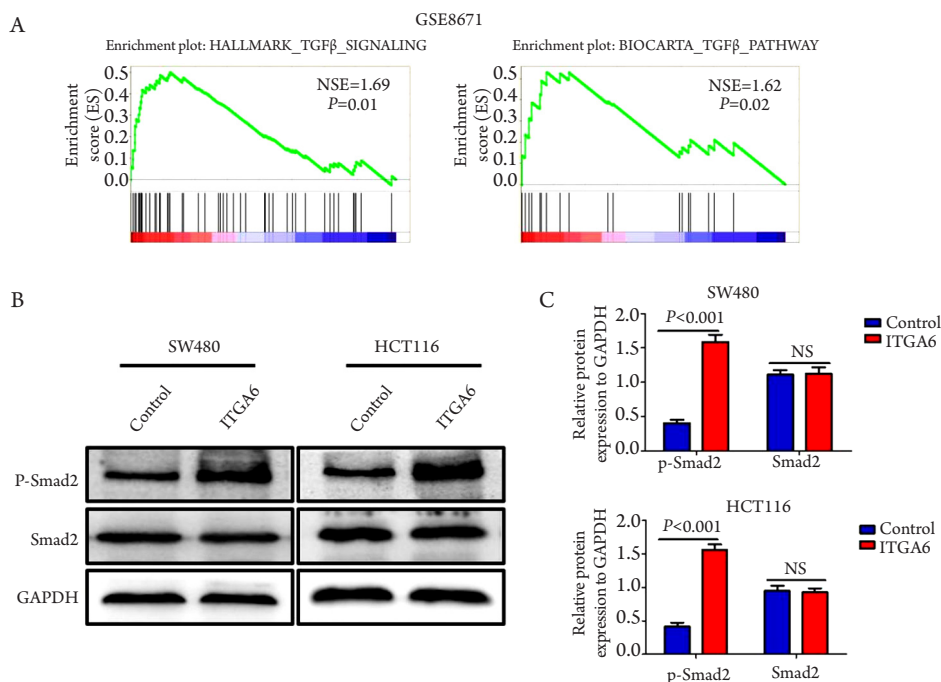 A
GSE8671
Enrichment plot: HALLMARK_TGFβ_SIGNALING
Enrichment
score (ES)
0.5
0.4
0.3
0.2
0.1
0.0
NSE=1.69
P=0.01
Enrichment plot: BIOCARTA_TGFβ_PATHWAY
Enrichment
score (ES)
0.5
0.4
0.3
0.2
0.1
0.0
NSE=1.62
P=0.02
B
SW480
HCT116
Control
ITGA6
Control
ITGA6
P-Smad2
Smad2
GAPDH
C
SW480
Relative protein
expression to GAPDH
2.0
1.5
1.0
0.5
0.0
P<0.001
NS
p-Smad2
Smad2
Control
ITGA6
HCT116
Relative protein
expression to GAPDH
2.0
1.5
1.0
0.5
0.0
P<0.001
NS
p-Smad2
Smad2
Control
ITGA6